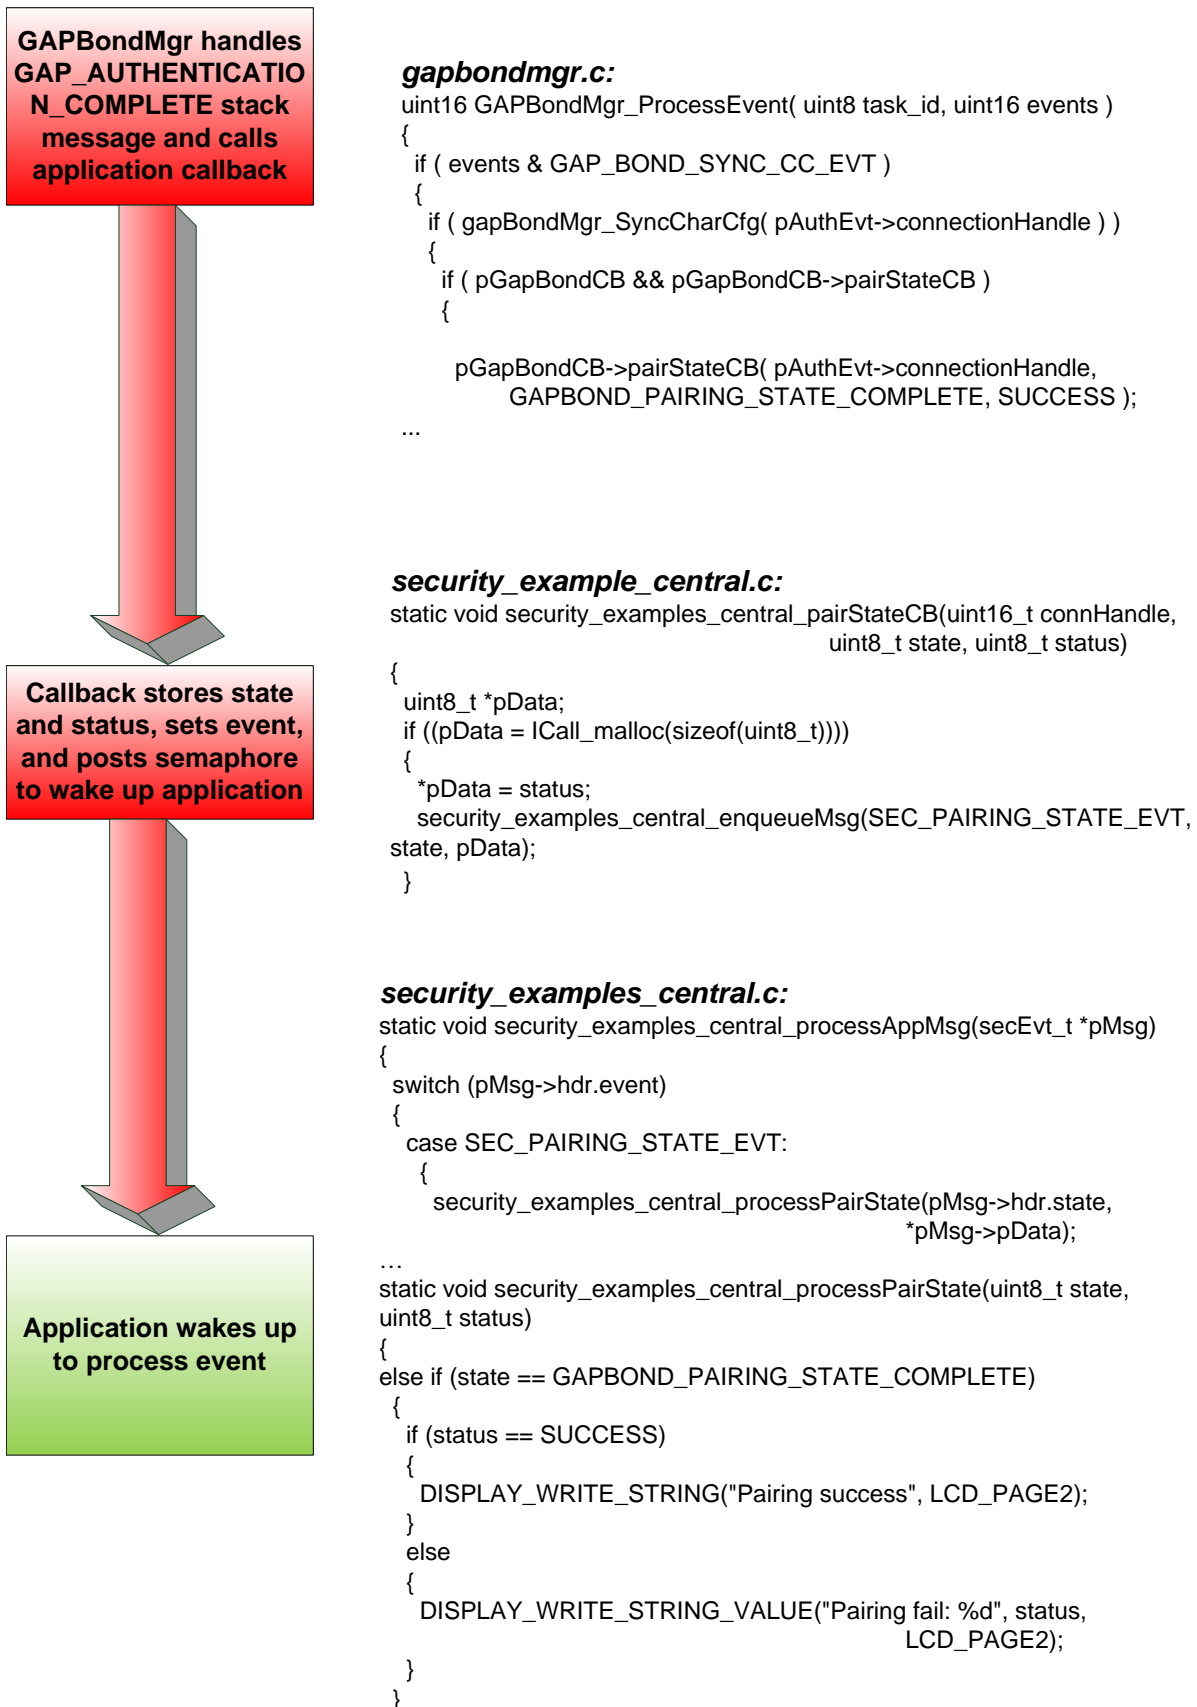 GAPBondMgr handles
GAP_AUTHENTICATIO
N_COMPLETE stack
message and calls
application callback
gapbondmgr.c:
uint16 GAPBondMgr_ProcessEvent( uint8 task_id, uint16 events )
{
if ( events & GAP_BOND_SYNC_CC_EVT )
{
if ( gapBondMgr_SyncCharCfg( pAuthEvt->connectionHandle ) )
{
if ( pGapBondCB && pGapBondCB->pairStateCB )
{
pGapBondCB->pairStateCB( pAuthEvt->connectionHandle,
GAPBOND_PAIRING_STATE_COMPLETE, SUCCESS );
...
Callback stores state
and status, sets event,
and posts semaphore
to wake up application
security_example_central.c:
static void security_examples_central_pairStateCB(uint16_t connHandle,
uint8_t state, uint8_t status)
{
uint8_t *pData;
if ((pData = ICall_malloc(sizeof(uint8_t))))
{
*pData = status;
security_examples_central_enqueueMsg(SEC_PAIRING_STATE_EVT,
state, pData);
}
Application wakes up
to process event
security_examples_central.c:
static void security_examples_central_processAppMsg(secEvt_t *pMsg)
{
switch (pMsg->hdr.event)
{
case SEC_PAIRING_STATE_EVT:
{
security_examples_central_processPairState(pMsg->hdr.state,
*pMsg->pData);
…
static void security_examples_central_processPairState(uint8_t state,
uint8_t status)
{
else if (state == GAPBOND_PAIRING_STATE_COMPLETE)
{
if (status == SUCCESS)
{
DISPLAY_WRITE_STRING("Pairing success", LCD_PAGE2);
}
else
{
DISPLAY_WRITE_STRING_VALUE("Pairing fail: %d", status,
LCD_PAGE2);
}
}